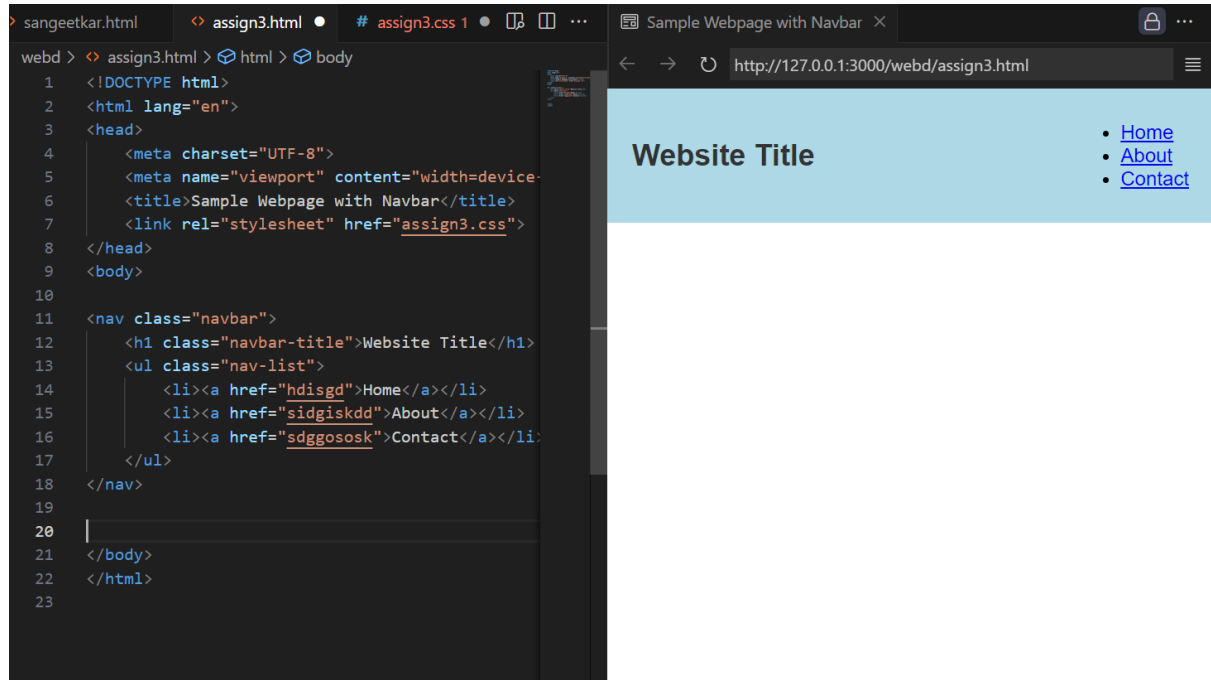 sangeetkar.html <> assign3.html ● # assign3.css 1 ● ···
webd > <> assign3.html > html > body
1 <!DOCTYPE html>
2 <html lang="en">
3 <head>
4 <meta charset="UTF-8">
5 <meta name="viewport" content="width=device-
6 <title>Sample Webpage with Navbar</title>
7 <link rel="stylesheet" href="assign3.css">
8 </head>
9 <body>
10
11 <nav class="navbar">
12 <h1 class="navbar-title">Website Title</h1>
13 <ul class="nav-list">
14 <li><a href="hdisgd">Home</a></li>
15 <li><a href="sidgiskdd">About</a></li>
16 <li><a href="sdggososk">Contact</a></li>
17 </ul>
18 </nav>
19
20
21 </body>
22 </html>
23
Sample Webpage with Navbar ×
http://127.0.0.1:3000/webd/assign3.html
Website Title
• Home
• About
• Contact